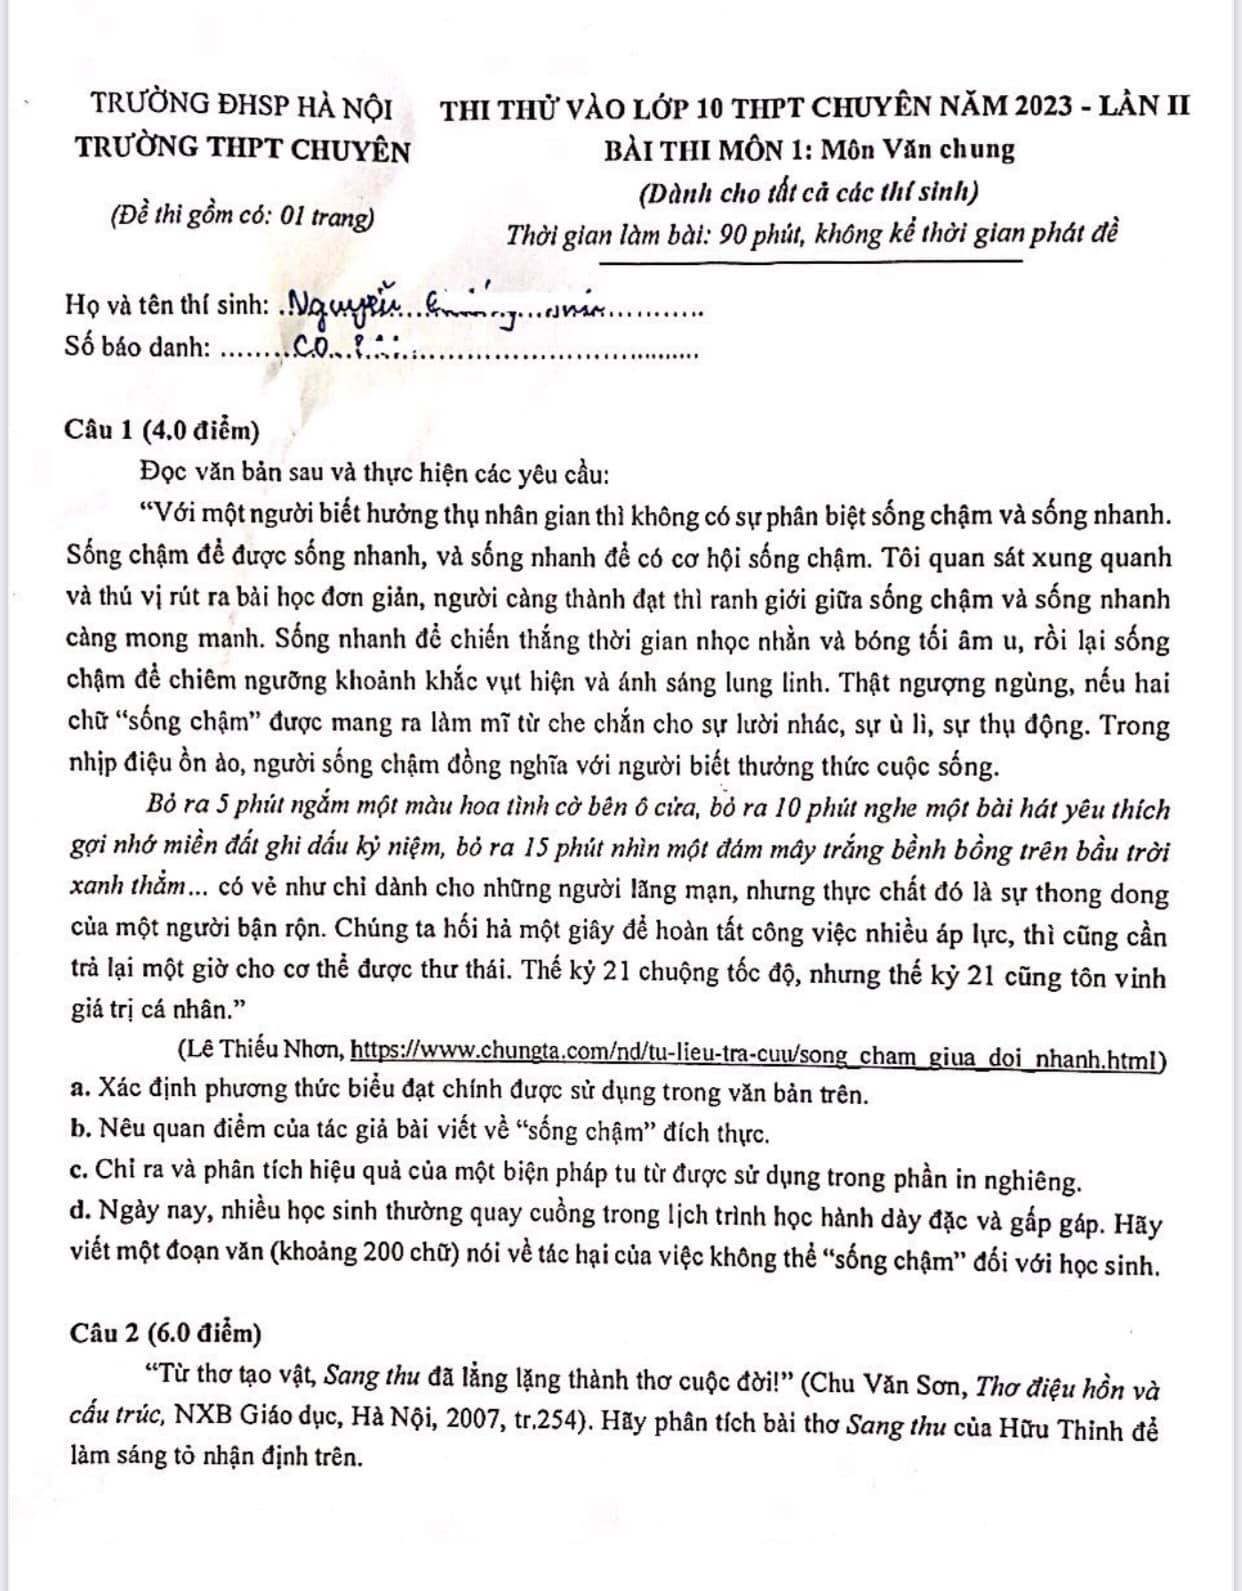 TRƯỜNG ĐHSP HÀ NỘI
TRƯỜNG THPT CHUYÊN
(Đề thi gồm có: 01 trang)
THI THỬ VÀO LỚP 10 THPT CHUYÊN NĂM 2023 - LẦN II
BÀI THI MÔN 1: Môn Văn chung
(Dành cho tất cả các thí sinh)
Thời gian làm bài: 90 phút, không kể thời gian phát đề
Họ và tên thí sinh: Nguyễn
Số báo danh:
Câu 1 (4.0 điểm)
Đọc văn bản sau và thực hiện các yêu cầu:
“Với một người biết hưởng thụ nhân gian thì không có sự phân biệt sống chậm và sống nhanh.
Sống chậm để được sống nhanh, và sống nhanh để có cơ hội sống chậm. Tôi quan sát xung quanh
và thú vị rút ra bài học đơn giản, người càng thành đạt thì ranh giới giữa sống chậm và sống nhanh
càng mong manh. Sống nhanh để chiến thắng thời gian nhọc nhằn và bóng tối âm u, rồi lại sống
chậm để chiêm ngưỡng khoảnh khắc vụt hiện và ánh sáng lung linh. Thật ngượng ngùng, nếu hai
chữ “sống chậm” được mang ra làm mĩ từ che chắn cho sự lười nhác, sự ù lì, sự thụ động. Trong
nhịp điệu ồn ào, người sống chậm đồng nghĩa với người biết thưởng thức cuộc sống.
Bỏ ra 5 phút ngắm một màu hoa tình cờ bên ô cửa, bỏ ra 10 phút nghe một bài hát yêu thích
gợi nhớ miền đất ghi dấu kỷ niệm, bỏ ra 15 phút nhìn một đám mây trắng bềnh bồng trên bầu trời
xanh thẳm... có vẻ như chỉ dành cho những người lãng mạn, nhưng thực chất đó là sự thong dong
của một người bận rộn. Chúng ta hối hả một giây để hoàn tất công việc nhiều áp lực, thì cũng cần
trả lại một giờ cho cơ thể được thư thái. Thế kỷ 21 chuộng tốc độ, nhưng thế kỷ 21 cũng tôn vinh
giá trị cá nhân.”
(Lê Thiếu Nhơn, https://www.chungta.com/nd/tu-lieu-tra-cuu/song_cham_giua_doi_nhanh.html)
a. Xác định phương thức biểu đạt chính được sử dụng trong văn bản trên.
b. Nêu quan điểm của tác giả bài viết về “sống chậm” đích thực.
c. Chỉ ra và phân tích hiệu quả của một biện pháp tu từ được sử dụng trong phần in nghiêng.
d. Ngày nay, nhiều học sinh thường quay cuồng trong lịch trình học hành dày đặc và gấp gáp. Hãy
viết một đoạn văn (khoảng 200 chữ) nói về tác hại của việc không thể “sống chậm” đối với học sinh.
Câu 2 (6.0 điểm)
“Từ thơ tạo vật, Sang thu đã lẳng lặng thành thơ cuộc đời!” (Chu Văn Sơn, Thơ điệu hồn và
cấu trúc, NXB Giáo dục, Hà Nội, 2007, tr.254). Hãy phân tích bài thơ Sang thu của Hữu Thỉnh để
làm sáng tỏ nhận định trên.